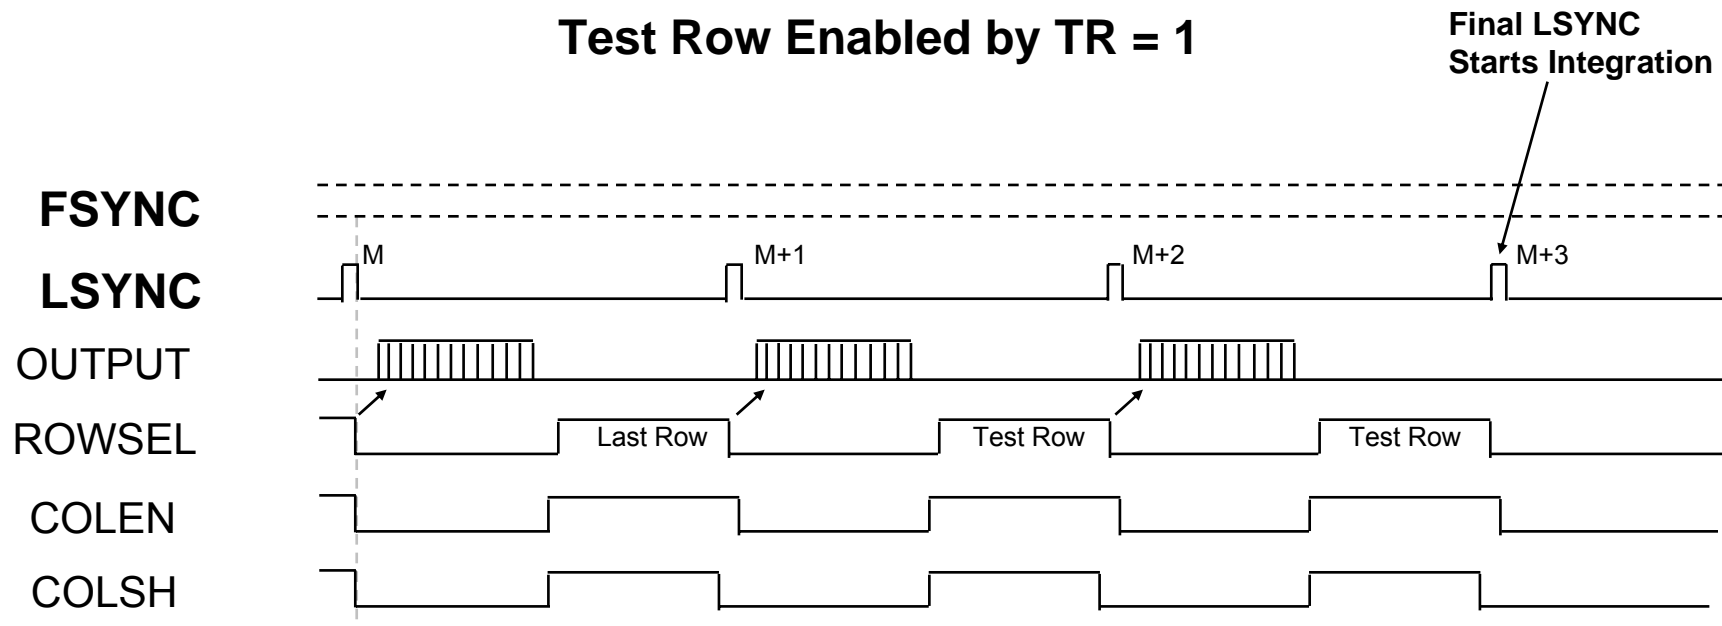 Test Row Enabled by TR = 1
Final LSYNC
Starts Integration
FSYNC
LSYNC
M
M+1
M+2
M+3
OUTPUT
ROWSEL
Last Row
Test Row
Test Row
COLEN
COLSH